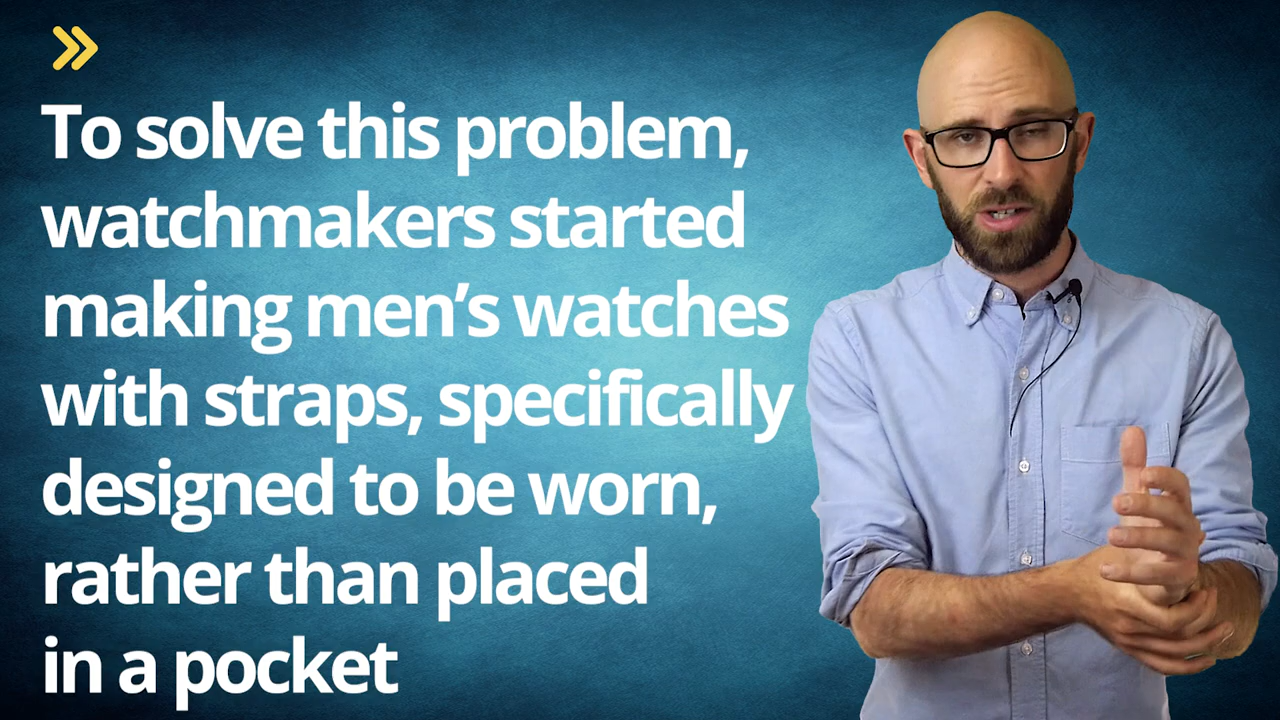 To solve this problem,
watchmakers started
making men’s watches
with straps, specifically
designed to be worn,
rather than placed
in a pocket